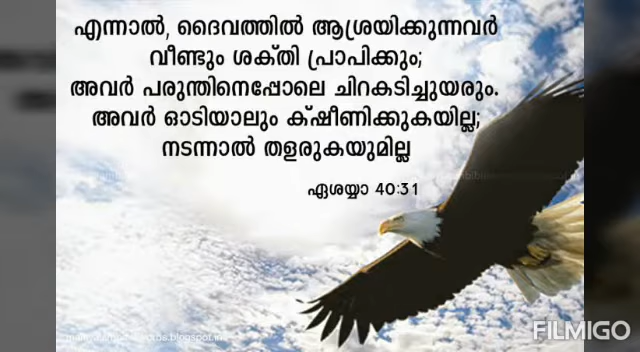 എന്നാൽ, ദൈവത്തിൽ ആശ്രയിക്കുന്നവർ
വീണ്ടും ശക്തി പ്രാപിക്കും;
അവർ പരുന്തിനെപ്പോലെ ചിറകടിച്ചുയരും.
അവർ ഓടിയാലും ക്ഷീണിക്കുകയില്ല;
നടന്നാൽ തളരുകയുമില്ല
ഏശയ്യാ 40:31
FILMIGO